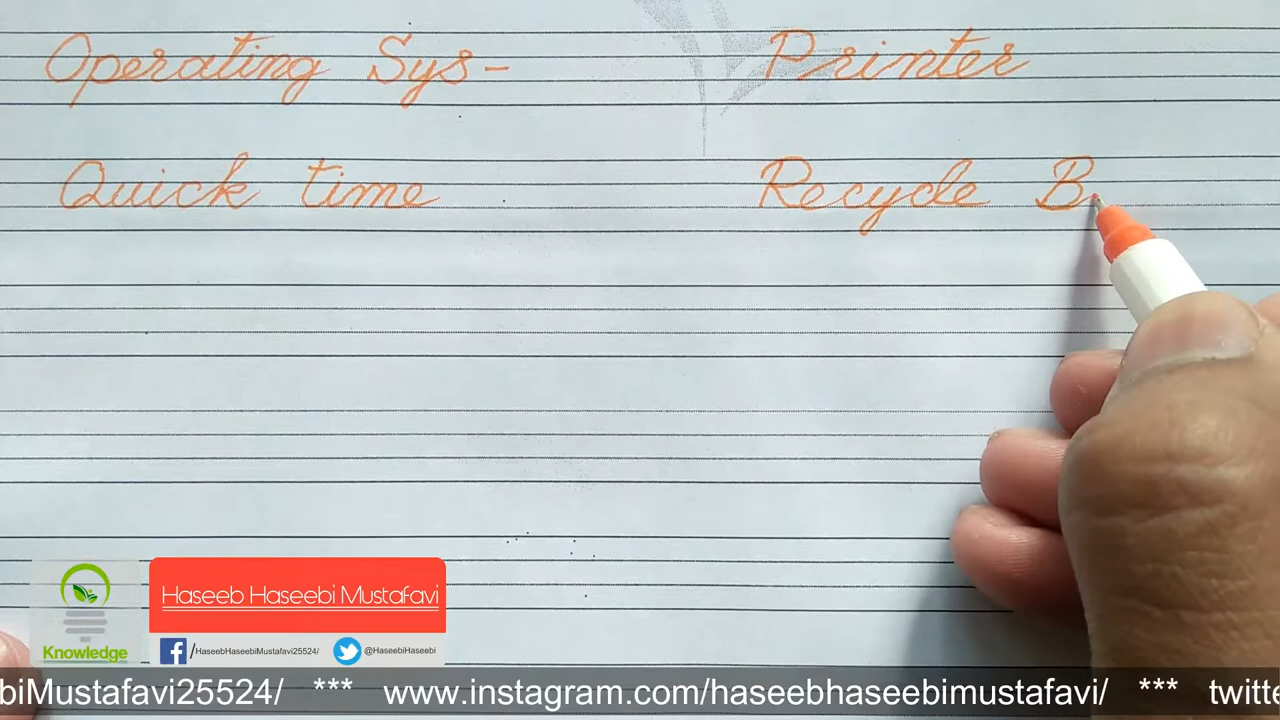 Operating Sys- Printer
Quick time Recycle B
Haseeb Haseebi Mustafavi
Knowledge
/HaseebHaseebiMustafavi25524/ @HaseebiHaseebi
biMustafavi25524/ *** www.instagram.com/haseebhaseebimustafavi/ *** twitte